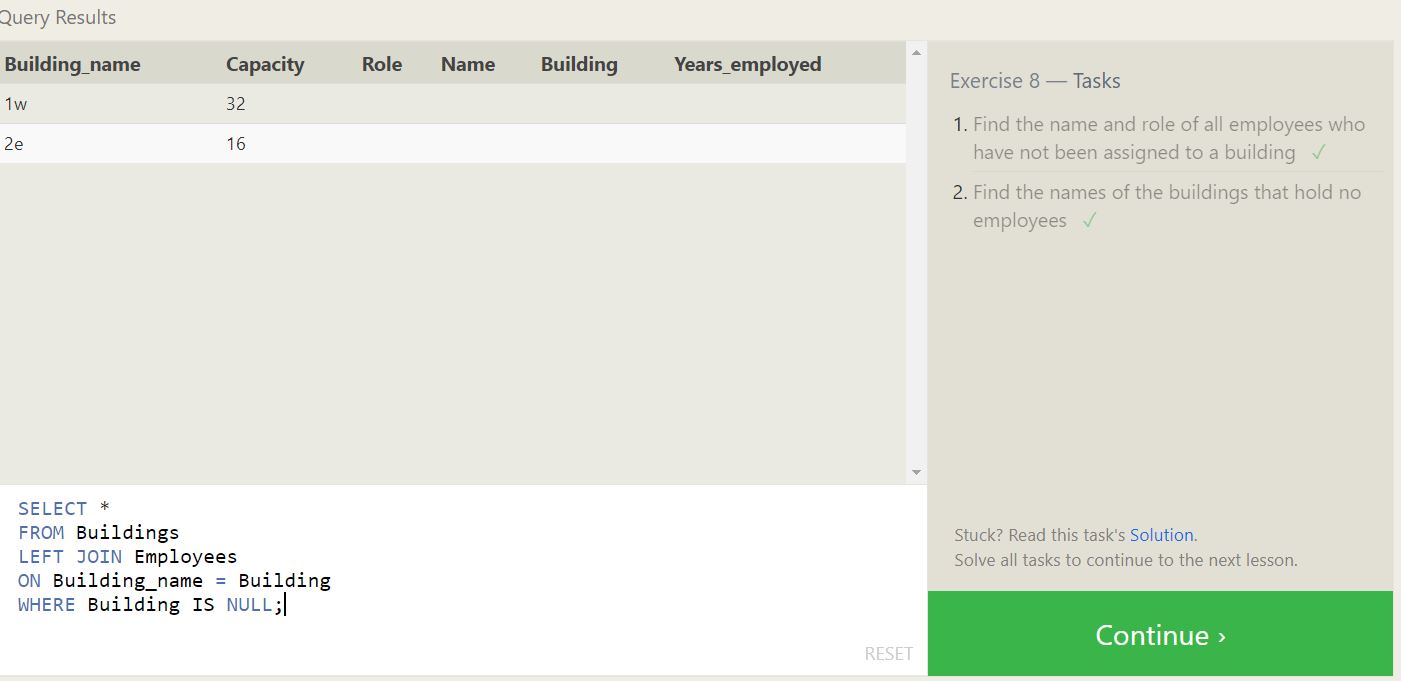 Query Results
Building_name Capacity Role Name Building Years_employed
1w 32
2e 16
SELECT *
FROM Buildings
LEFT JOIN Employees
ON Building_name = Building
WHERE Building IS NULL;
RESET
Exercise 8 — Tasks
1. Find the name and role of all employees who
have not been assigned to a building ✓
2. Find the names of the buildings that hold no
employees ✓
Stuck? Read this task's Solution.
Solve all tasks to continue to the next lesson.
Continue ›